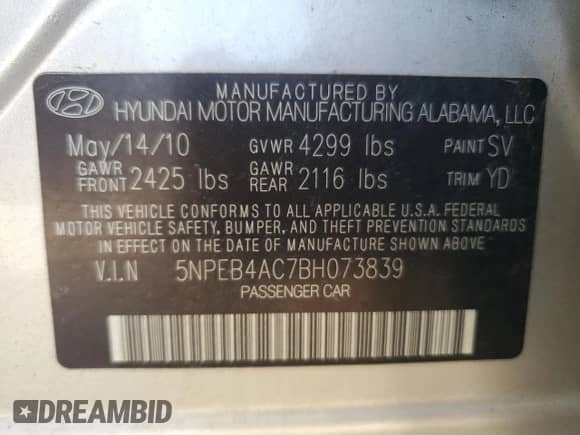 MANUFACTURED BY
HYUNDAI MOTOR MANUFACTURING ALABAMA, LLC
May/14/10 GVWR 4299 lbs PAINT SV
GAWR FRONT 2425 lbs GAWR REAR 2116 lbs TRIM YD
THIS VEHICLE CONFORMS TO ALL APPLICABLE U.S.A. FEDERAL
MOTOR VEHICLE SAFETY, BUMPER, AND THEFT PREVENTION STANDARDS
IN EFFECT ON THE DATE OF MANUFACTURE SHOWN ABOVE
V.I.N 5NPEB4AC7BH073839
PASSENGER CAR
DREAMBID